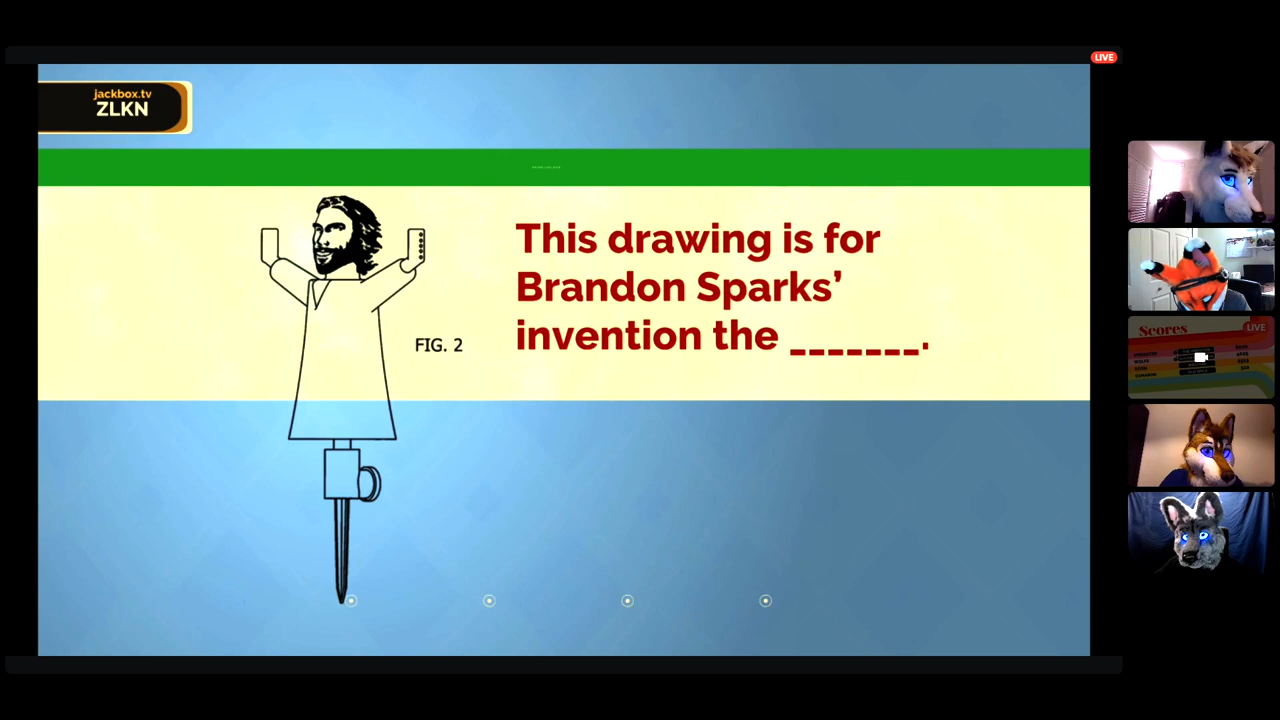 LIVE
jackbox.tv
ZLKN
This drawing is for
Brandon Sparks’
invention the _______.
FIG. 2
Scores
LIVE